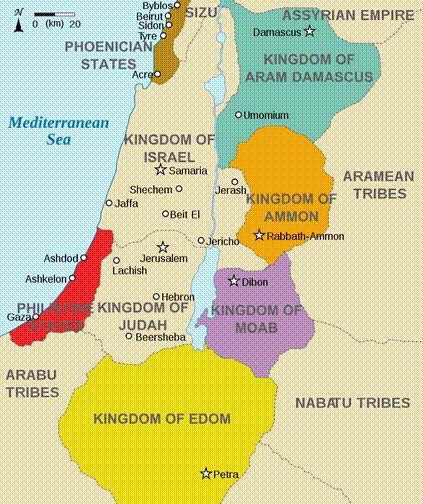 Byblos
SIZU
ASSYRIAN EMPIRE
N
Beirut
0 (km) 20
Sidon
Tyre
Damascus
PHOENICIAN
STATES
KINGDOM OF
ARAM DAMASCUS
Acre
Umomium
Mediterranean
Sea
KINGDOM OF
ISRAEL
Samaria
ARAMEAN
TRIBES
Shechem
Jerash
Jaffa
KINGDOM OF
AMMON
Beit El
Rabbath-Ammon
Jericho
Jerusalem
Ashdod
Lachish
Ashkelon
Dibon
Hebron
Gaza
PHILISTINE
STATES
KINGDOM OF
JUDAH
KINGDOM OF
MOAB
Beersheba
ARABU
TRIBES
NABATU TRIBES
KINGDOM OF EDOM
Petra